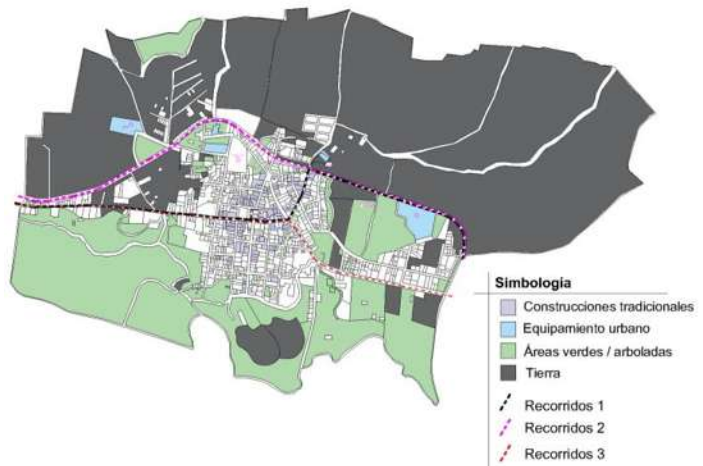 Simbología
Construcciones tradicionales
Equipamiento urbano
Áreas verdes / arboladas
Tierra
Recorridos 1
Recorridos 2
Recorridos 3